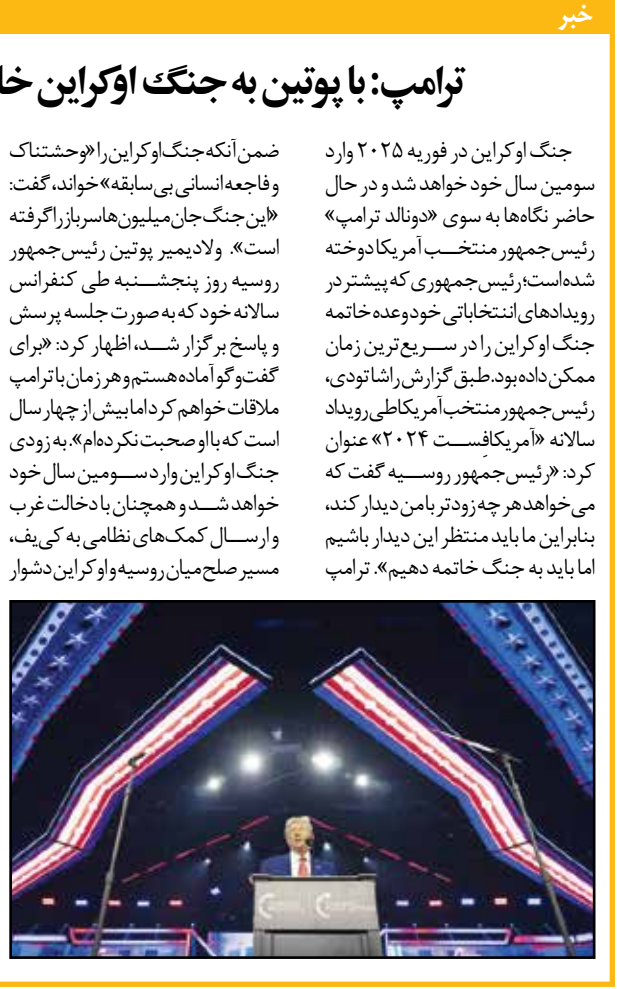 خبر
ترامپ: با پوتین به جنگ اوکراین
جنگ اوکراین در فوریه ۲۰۲۵ وارد
سومین سال خود خواهد شد و در حال
حاضر نگاه‌ها به سوی «دونالد ترامپ»
رئیس‌جمهور منتخب آمریکا دوخته
شده‌است؛ رئیس‌جمهوری که پیشتر در
رویدادهای اننتخاباتی خود وعده خاتمه
جنگ اوکراین را در سریع‌ترین زمان
ممکن داده بود. طبق گزارش راشاتودی،
رئیس‌جمهور منتخب آمریکا طی رویداد
سالانه «آمریکافِست ۲۰۲۴» عنوان
کرد: «رئیس‌جمهور روسیه گفت که
می‌خواهد هر چه زودتر با من دیدار کند،
بنابراین ما باید منتظر این دیدار باشیم
اما باید به جنگ خاتمه دهیم». ترامپ
ضمن آنکه جنگ اوکراین را «وحشتناک
و فاجعه انسانی بی‌سابقه» خواند، گفت:
«این جنگ جان میلیون‌ها سرباز را گرفته
است». ولادیمیر پوتین رئیس‌جمهور
روسیه روز پنجشنبه طی کنفرانس
سالانه خود که به صورت جلسه پرسش
و پاسخ برگزار شد، اظهار کرد: «برای
گفت‌وگو آماده هستم و هر زمان با ترامپ
ملاقات خواهم کرد اما بیش از چهار سال
است که با او صحبت نکرده‌ام». به زودی
جنگ اوکراین وارد سومین سال خود
خواهد شد و همچنان با دخالت غرب
و ارسال کمک‌های نظامی به کی‌یف،
مسیر صلح میان روسیه و اوکراین دشوار